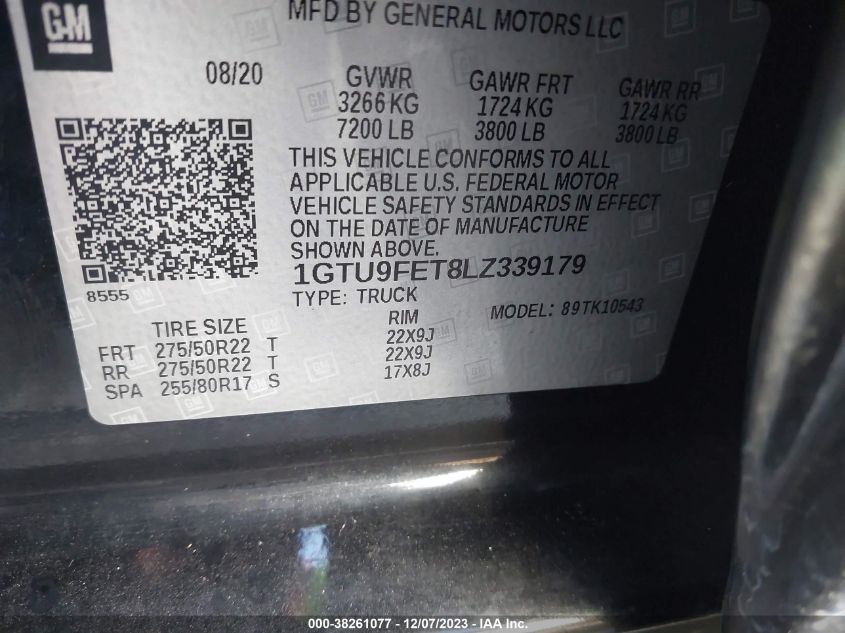 GM
MFD BY GENERAL MOTORS LLC
08/20
GVWR
3266 KG
7200 LB
GAWR FRT
1724 KG
3800 LB
GAWR RR
1724 KG
3800 LB
THIS VEHICLE CONFORMS TO ALL
APPLICABLE U.S. FEDERAL MOTOR
VEHICLE SAFETY STANDARDS IN EFFECT
ON THE DATE OF MANUFACTURE
SHOWN ABOVE.
1GTU9FET8LZ339179
8555
TYPE: TRUCK
MODEL: 89TK10543
TIRE SIZE RIM
FRT 275/50R22 T 22X9J
RR 275/50R22 T 22X9J
SPA 255/80R17 S 17X8J
000-38261077 - 12/07/2023 - © IAA Inc.